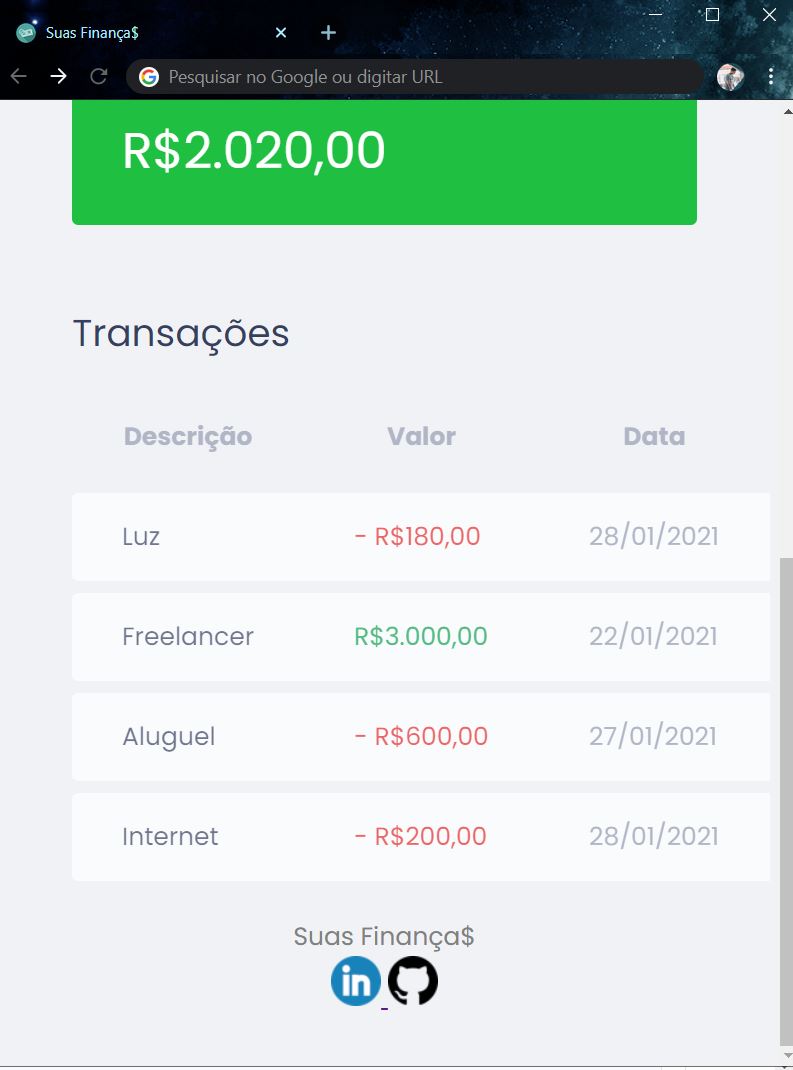 Suas Finança$
Pesquisar no Google ou digitar URL
R$2.020,00
Transações
Descrição Valor Data
Luz - R$180,00 28/01/2021
Freelancer R$3.000,00 22/01/2021
Aluguel - R$600,00 27/01/2021
Internet - R$200,00 28/01/2021
Suas Finança$
in